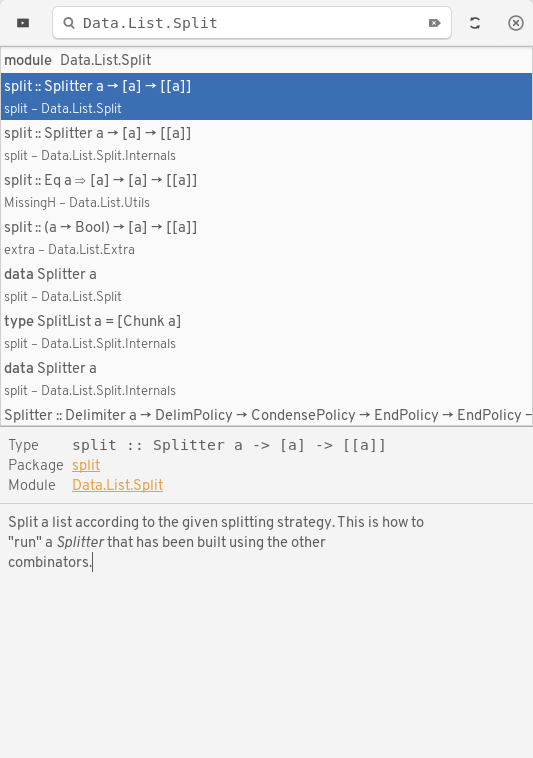 Data.List.Split
module Data.List.Split
split :: Splitter a → [a] → [[a]]
split – Data.List.Split
split :: Splitter a → [a] → [[a]]
split – Data.List.Split.Internals
split :: Eq a ⇒ [a] → [a] → [[a]]
MissingH – Data.List.Utils
split :: (a → Bool) → [a] → [[a]]
extra – Data.List.Extra
data Splitter a
split – Data.List.Split
type SplitList a = [Chunk a]
split – Data.List.Split.Internals
data Splitter a
split – Data.List.Split.Internals
Splitter :: Delimiter a → DelimPolicy → CondensePolicy → EndPolicy → EndPolicy
Type split :: Splitter a -> [a] -> [[a]]
Package split
Module Data.List.Split
Split a list according to the given splitting strategy. This is how to
"run" a Splitter that has been built using the other
combinators.